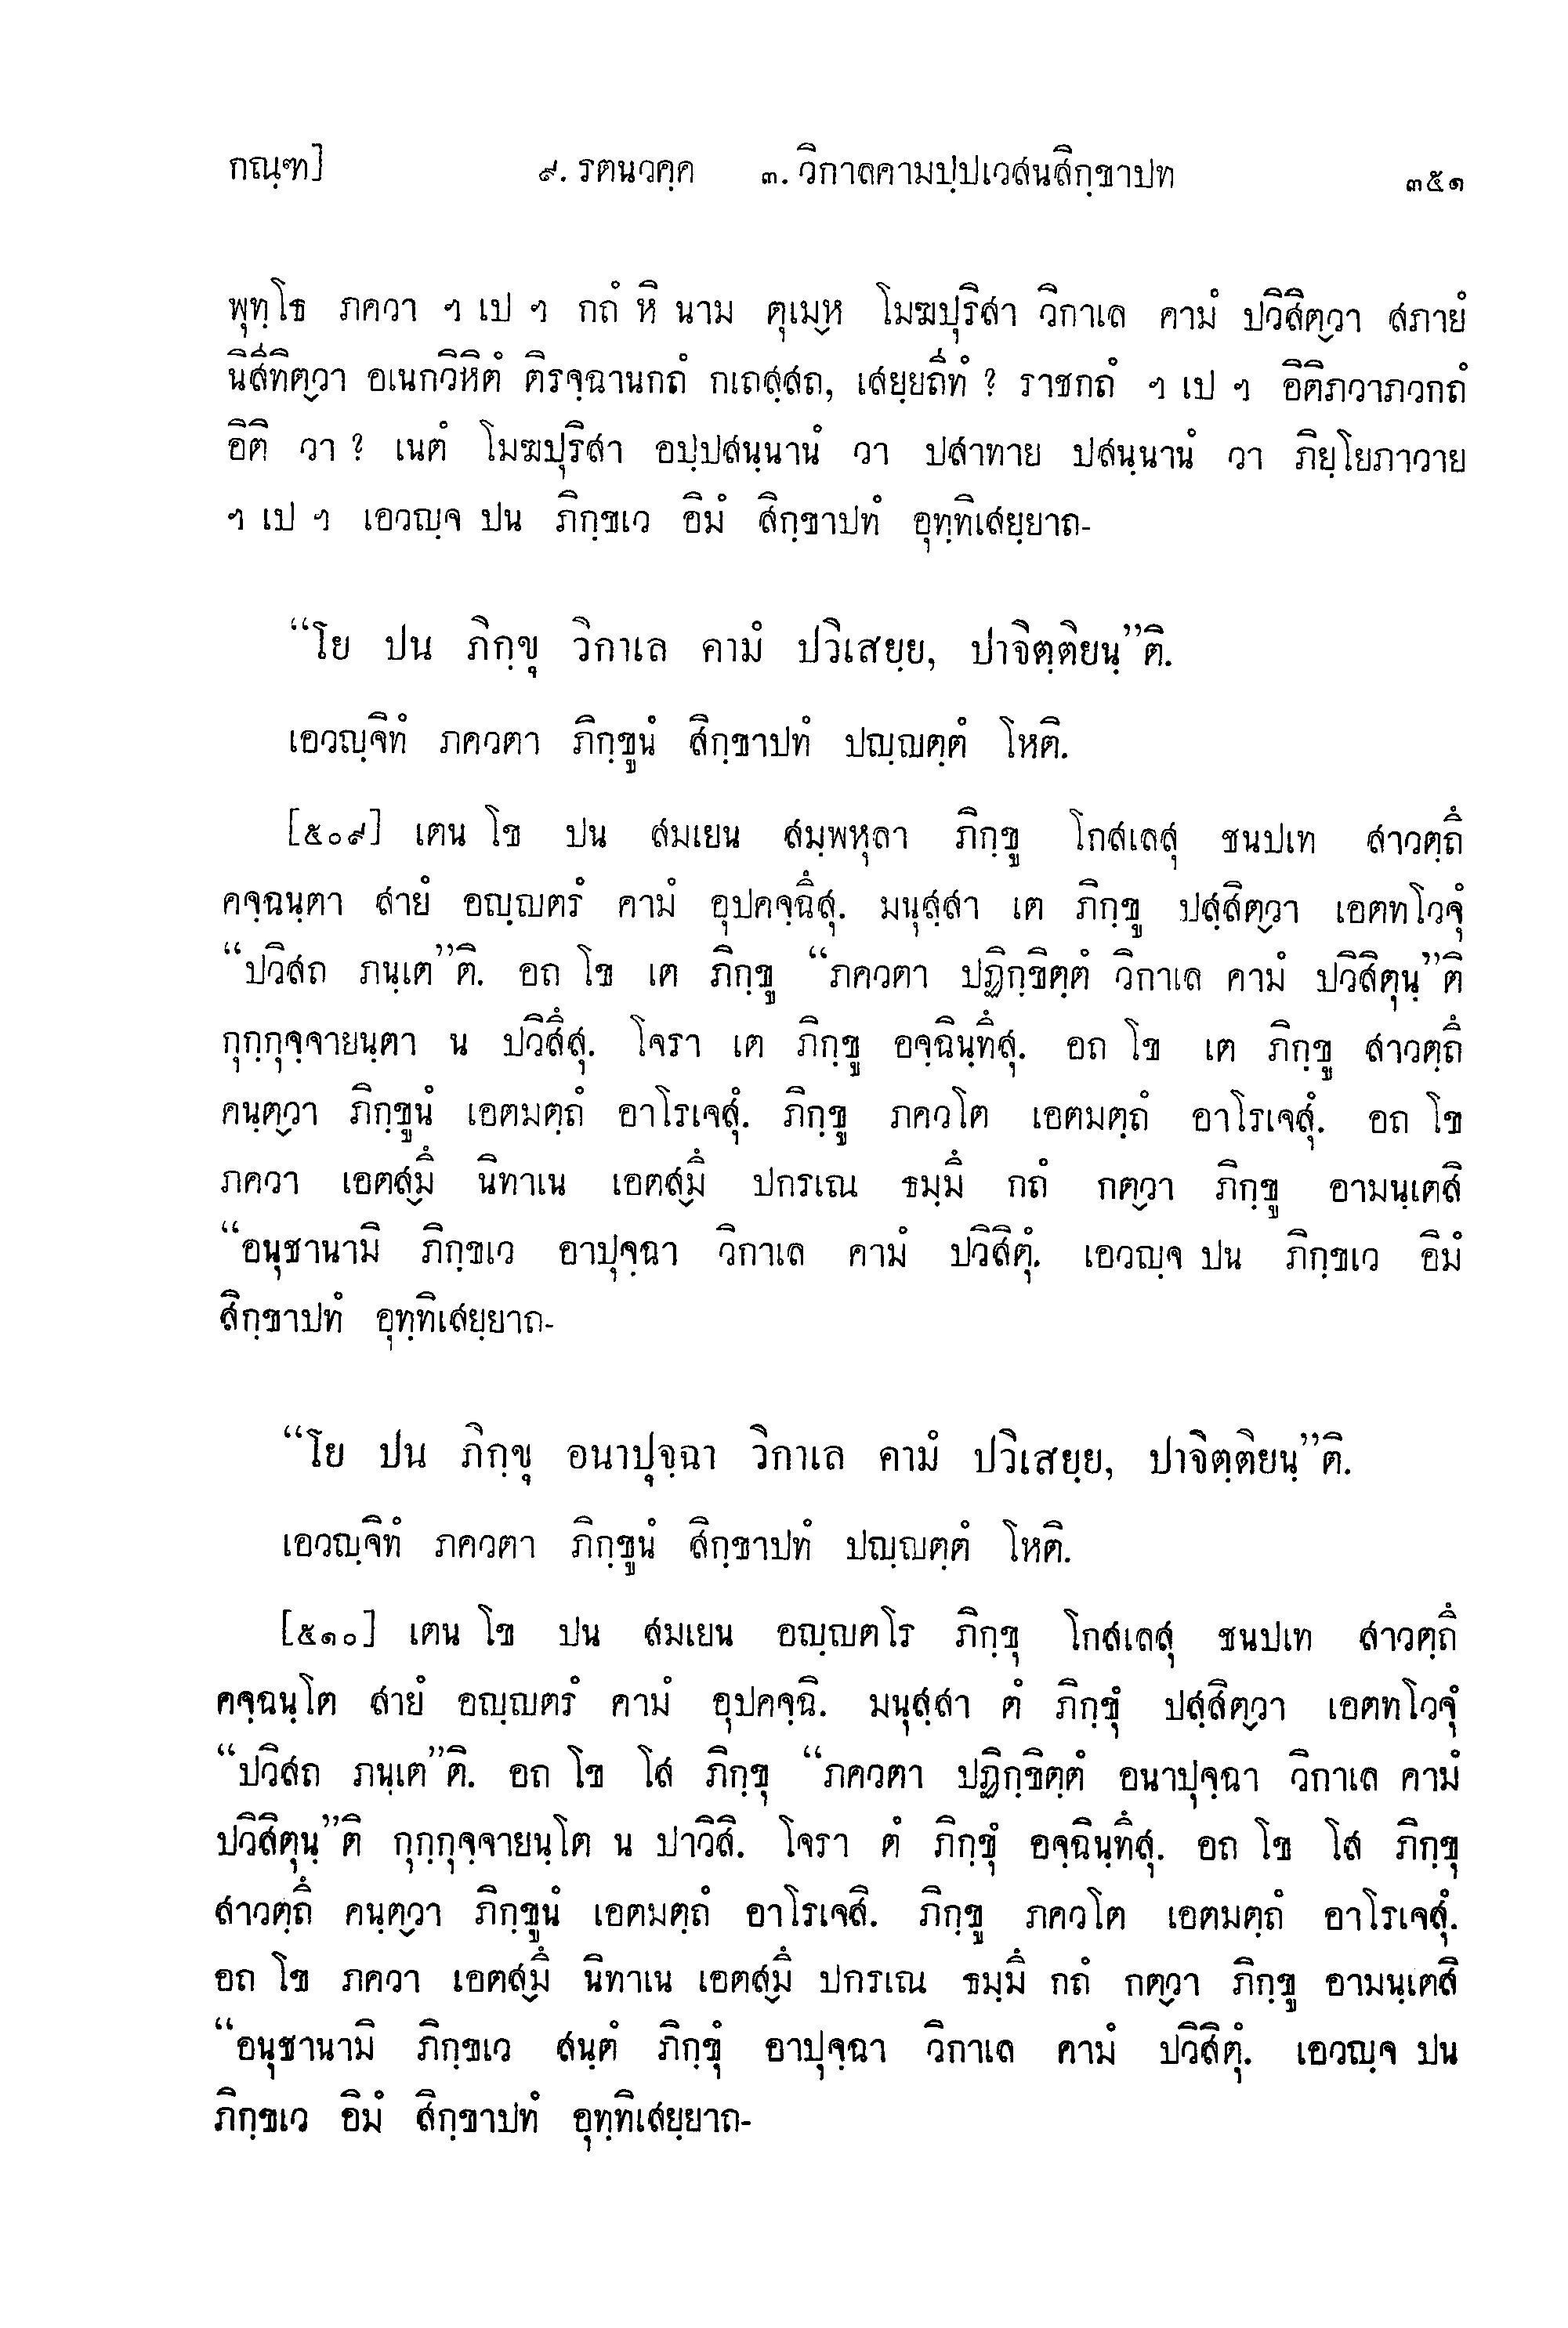 กณฺฑ] ๙. รตนวคฺค ๓. วิกาลคามปฺปเวสนสิกฺขาปท ๓๕๑
พุทฺโธ ภควา ฯ เป ฯ กถํ หิ นาม ตุเมฺห โมฆปุริสา วิกาเล คามํ ปวิสิตฺวา สภายํ
นิสีทิตฺวา อเนกวิหิตํ ติรจฺฉานกถํ กเถสฺสถ, เสยฺยถีทํ ? ราชกถํ ฯ เป ฯ อิติภวาภวกถํ
อิติ วา ? เนตํ โมฆปุริสา อปฺปสนฺนานํ วา ปสาทาย ปสนฺนานํ วา ภิยฺโยภาวาย
ฯ เป ฯ เอวญฺจ ปน ภิกฺขเว อิมํ สิกฺขาปทํ อุทฺทิเสยฺยาถ-
“โย ปน ภิกฺขุ วิกาเล คามํ ปวิเสยฺย, ปาจิตฺติยนฺ”ติ.
เอวญฺจิทํ ภควตา ภิกฺขูนํ สิกฺขาปทํ ปญฺญตฺตํ โหติ.
[๕๐๙] เตน โข ปน สมเยน สมฺพหุลา ภิกฺขู โกสเลสุ ชนปเท สาวตฺถึ
คจฺฉนฺตา สายํ อญฺญตรํ คามํ อุปคจฺฉึสุ. มนุสฺสา เต ภิกฺขู ปสฺสิตฺวา เอตทโวจุํ
“ปวิสถ ภนฺเต”ติ. อถ โข เต ภิกฺขู “ภควตา ปฏิกฺขิตฺตํ วิกาเล คามํ ปวิสิตุนฺ”ติ
กุกฺกุจฺจายนฺตา น ปวิสึสุ. โจรา เต ภิกฺขู อจฺฉินฺทึสุ. อถ โข เต ภิกฺขู สาวตฺถึ
คนฺตฺวา ภิกฺขูนํ เอตมตฺถํ อาโรเจสุํ. ภิกฺขู ภควโต เอตมตฺถํ อาโรเจสุํ. อถ โข
ภควา เอตสฺมึ นิทาเน เอตสฺมึ ปกรเณ ธมฺมึ กถํ กตฺวา ภิกฺขู อามนฺเตสิ
“อนุชานามิ ภิกฺขเว อาปุจฺฉา วิกาเล คามํ ปวิสิตุํ. เอวญฺจ ปน ภิกฺขเว อิมํ
สิกฺขาปทํ อุทฺทิเสยฺยาถ-
“โย ปน ภิกฺขุ อนาปุจฺฉา วิกาเล คามํ ปวิเสยฺย, ปาจิตฺติยนฺ”ติ.
เอวญฺจิทํ ภควตา ภิกฺขูนํ สิกฺขาปทํ ปญฺญตฺตํ โหติ.
[๕๑๐] เตน โข ปน สมเยน อญฺญตโร ภิกฺขุ โกสเลสุ ชนปเท สาวตฺถึ
คจฺฉนฺโต สายํ อญฺญตรํ คามํ อุปคจฺฉิ. มนุสฺสา ตํ ภิกฺขุํ ปสฺสิตฺวา เอตทโวจุํ
“ปวิสถ ภนฺเต”ติ. อถ โข โส ภิกฺขุ “ภควตา ปฏิกฺขิตฺตํ อนาปุจฺฉา วิกาเล คามํ
ปวิสิตุนฺ”ติ กุกฺกุจฺจายนฺโต น ปาวิสิ. โจรา ตํ ภิกฺขุํ อจฺฉินฺทึสุ. อถ โข โส ภิกฺขุ
สาวตฺถึ คนฺตฺวา ภิกฺขูนํ เอตมตฺถํ อาโรเจสิ. ภิกฺขู ภควโต เอตมตฺถํ อาโรเจสุํ.
อถ โข ภควา เอตสฺมึ นิทาเน เอตสฺมึ ปกรเณ ธมฺมึ กถํ กตฺวา ภิกฺขู อามนฺเตสิ
“อนุชานามิ ภิกฺขเว สนฺตํ ภิกฺขุํ อาปุจฺฉา วิกาเล คามํ ปวิสิตุํ. เอวญฺจ ปน
ภิกฺขเว อิมํ สิกฺขาปทํ อุทฺทิเสยฺยาถ-